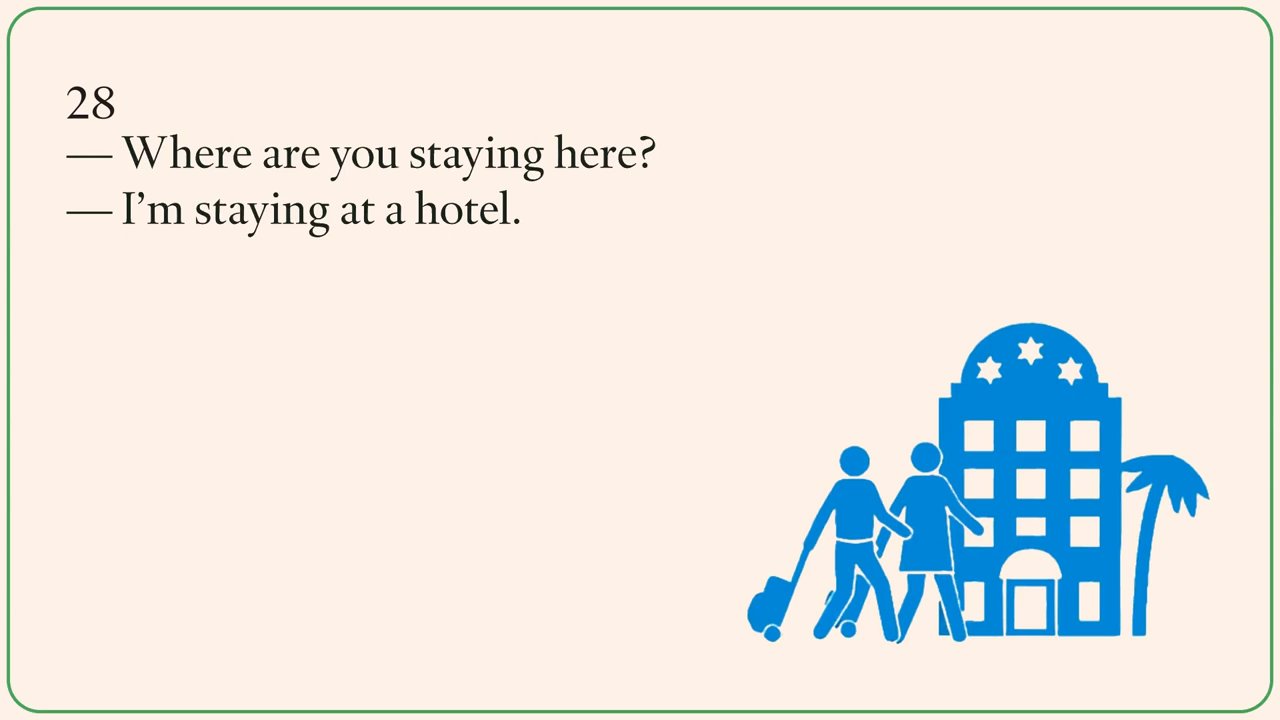 28
— Where are you staying here?
— I’m staying at a hotel.